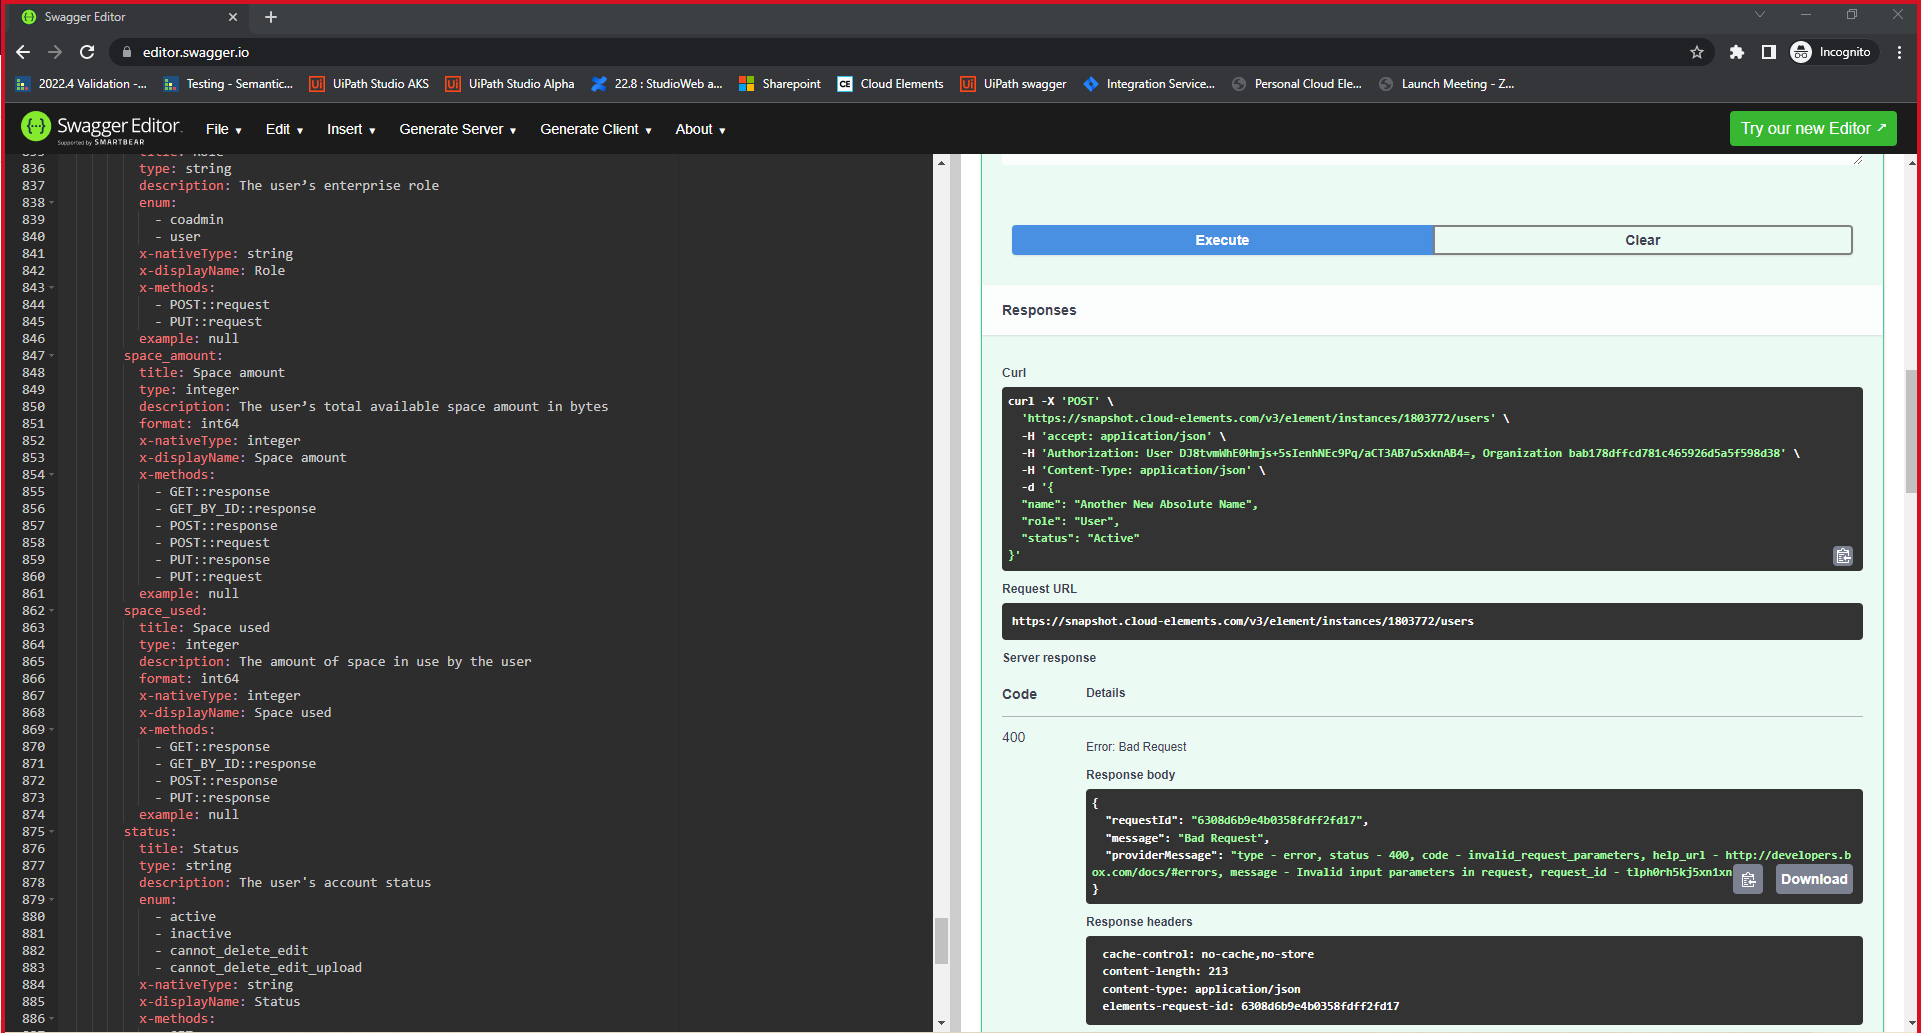 Swagger Editor
editor.swagger.io
Incognito
2022.4 Validation -...
Testing - Semantic...
UiPath Studio AKS
UiPath Studio Alpha
22.8 : StudioWeb a...
Sharepoint
CE Cloud Elements
UiPath swagger
Integration Service...
Personal Cloud Ele...
Launch Meeting - Z...
Swagger Editor.
Supported by SMARTBEAR
File
Edit
Insert
Generate Server
Generate Client
About
Try our new Editor
835 title: Role
836 type: string
837 description: The user’s enterprise role
838 enum:
839 - coadmin
840 - user
841 x-nativeType: string
842 x-displayName: Role
843 x-methods:
844 - POST::request
845 - PUT::request
846 example: null
847 space_amount:
848 title: Space amount
849 type: integer
850 description: The user’s total available space amount in bytes
851 format: int64
852 x-nativeType: integer
853 x-displayName: Space amount
854 x-methods:
855 - GET::response
856 - GET_BY_ID::response
857 - POST::response
858 - POST::request
859 - PUT::response
860 - PUT::request
861 example: null
862 space_used:
863 title: Space used
864 type: integer
865 description: The amount of space in use by the user
866 format: int64
867 x-nativeType: integer
868 x-displayName: Space used
869 x-methods:
870 - GET::response
871 - GET_BY_ID::response
872 - POST::response
873 - PUT::response
874 example: null
875 status:
876 title: Status
877 type: string
878 description: The user's account status
879 enum:
880 - active
881 - inactive
882 - cannot_delete_edit
883 - cannot_delete_edit_upload
884 x-nativeType: string
885 x-displayName: Status
886 x-methods:
Execute
Clear
Responses
Curl
curl -X 'POST' \
'https://snapshot.cloud-elements.com/v3/element/instances/1803772/users' \
-H 'accept: application/json' \
-H 'Authorization: User DJ8tvmWhE0Hmjs+5sIenhNEc9Pq/aCT3AB7uSxknAB4=, Organization bab178dffcd781c465926d5a5f598d38' \
-H 'Content-Type: application/json' \
-d '{
"name": "Another New Absolute Name",
"role": "User",
"status": "Active"
}'
Request URL
https://snapshot.cloud-elements.com/v3/element/instances/1803772/users
Server response
Code Details
400
Error: Bad Request
Response body
{
"requestId": "6308d6b9e4b0358fdff2fd17",
"message": "Bad Request",
"providerMessage": "type - error, status - 400, code - invalid_request_parameters, help_url - http://developers.b
ox.com/docs/#errors, message - Invalid input parameters in request, request_id - tlph0rh5kj5xn1xn
}
Download
Response headers
cache-control: no-cache,no-store
content-length: 213
content-type: application/json
elements-request-id: 6308d6b9e4b0358fdff2fd17